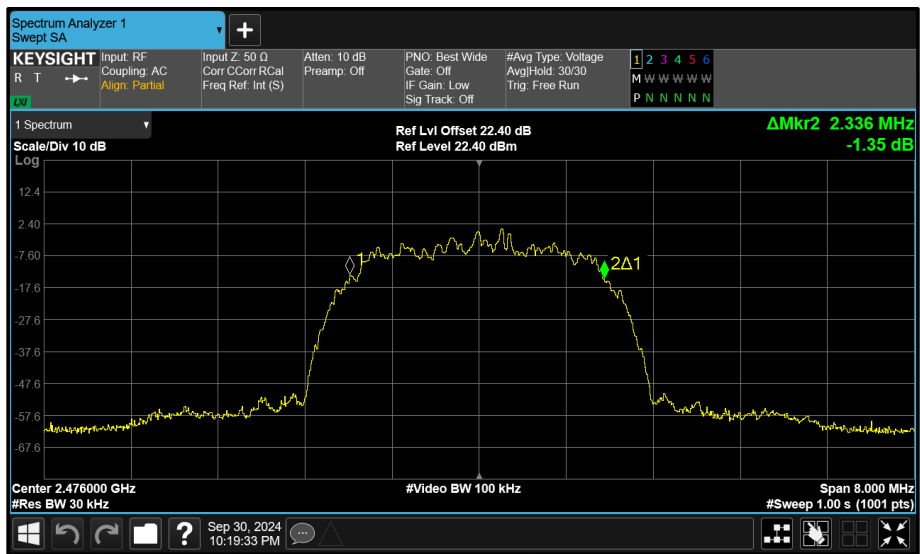 Spectrum Analyzer 1
Swept SA
KEYSIGHT
R T
LXI
Input: RF
Coupling: AC
Align: Partial
Input Z: 50 Ω
Corr CCorr RCal
Freq Ref: Int (S)
Atten: 10 dB
Preamp: Off
PNO: Best Wide
Gate: Off
IF Gain: Low
Sig Track: Off
#Avg Type: Voltage
Avg|Hold: 30/30
Trig: Free Run
1 2 3 4 5 6
M W W W W W
P N N N N N
1 Spectrum
Scale/Div 10 dB
Ref Lvl Offset 22.40 dB
Ref Level 22.40 dBm
ΔMkr2 2.336 MHz
-1.35 dB
Log
12.4
2.40
-7.60
-17.6
-27.6
-37.6
-47.6
-57.6
-67.6
1
2Δ1
Center 2.476000 GHz
#Video BW 100 kHz
Span 8.000 MHz
#Res BW 30 kHz
#Sweep 1.00 s (1001 pts)
?
Sep 30, 2024
10:19:33 PM